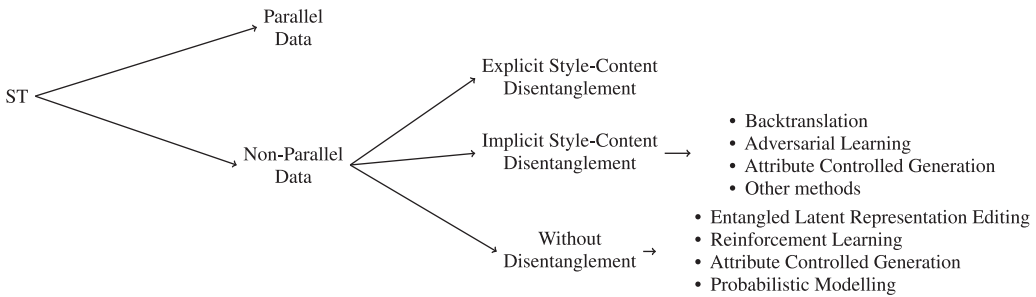 ST
Parallel
Data
Non-Parallel
Data
Explicit Style-Content
Disentanglement
Implicit Style-Content
Disentanglement
• Backtranslation
• Adversarial Learning
• Attribute Controlled Generation
• Other methods
Without
Disentanglement
• Entangled Latent Representation Editing
• Reinforcement Learning
• Attribute Controlled Generation
• Probabilistic Modelling